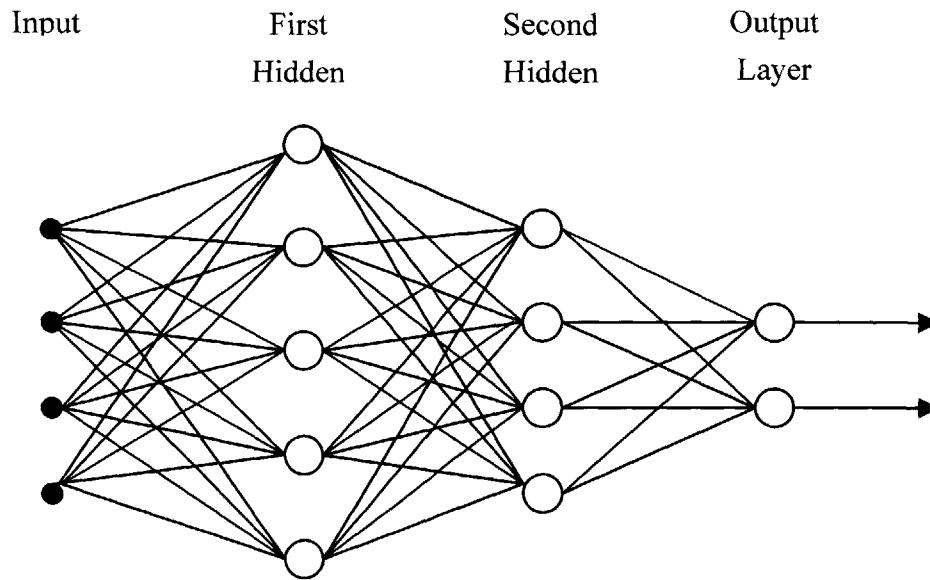 Input
First
Hidden
Second
Hidden
Output
Layer